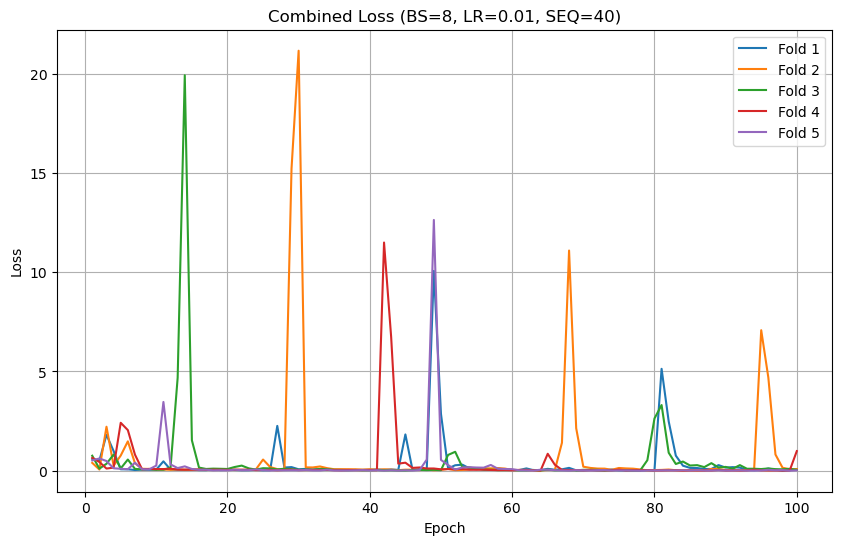 Combined Loss (BS=8, LR=0.01, SEQ=40)
Fold 1
Fold 2
Fold 3
Fold 4
Fold 5
Loss
20
15
10
5
0
0 20 40 60 80 100
Epoch